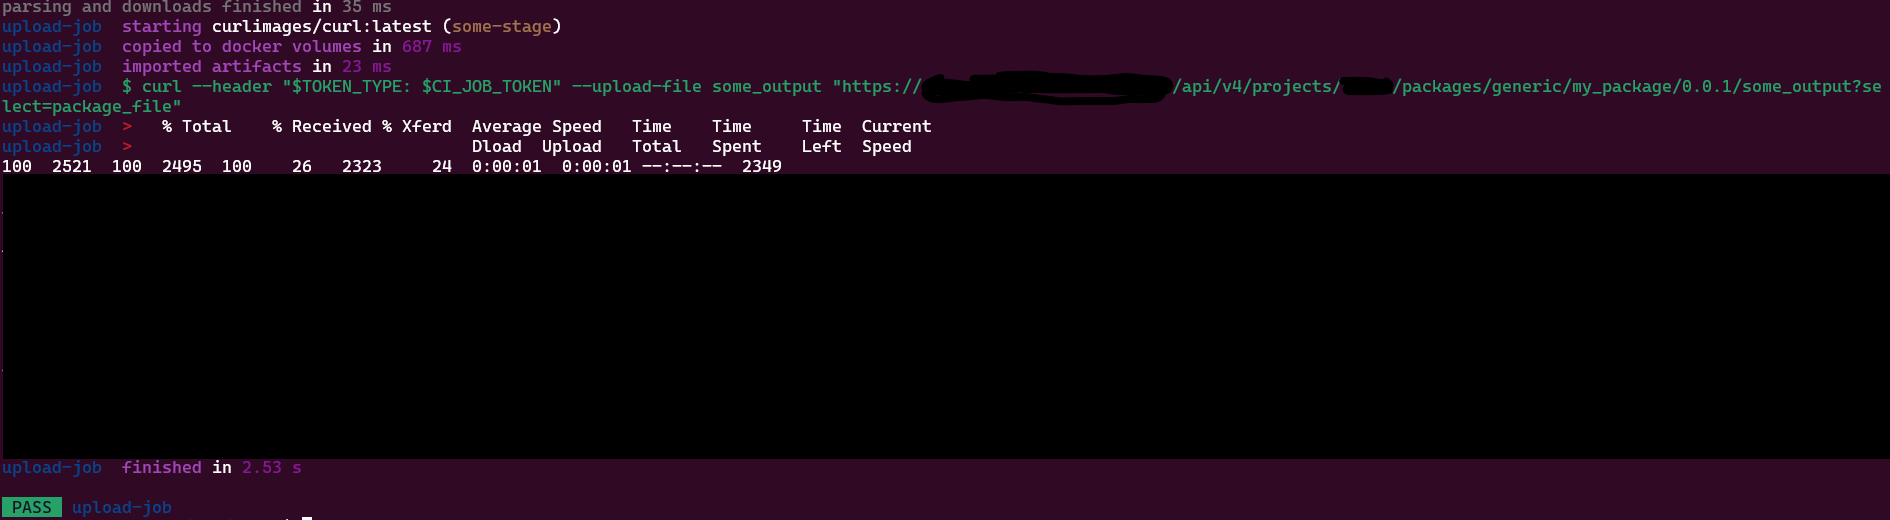 parsing and downloads finished in 35 ms
upload-job  starting curlimages/curl:latest (some-stage)
upload-job  copied to docker volumes in 687 ms
upload-job  imported artifacts in 23 ms
upload-job  $ curl --header "$TOKEN_TYPE: $CI_JOB_TOKEN" --upload-file some_output "https:///api/v4/projects//packages/generic/my_package/0.0.1/some_output?se
lect=package_file"
upload-job  >   % Total    % Received % Xferd  Average Speed   Time    Time     Time  Current
upload-job  >                                  Dload  Upload   Total   Spent    Left  Speed
100  2521  100  2495  100    26   2323     24  0:00:01  0:00:01 --:--:--  2349
upload-job  finished in 2.53 s
PASS  upload-job